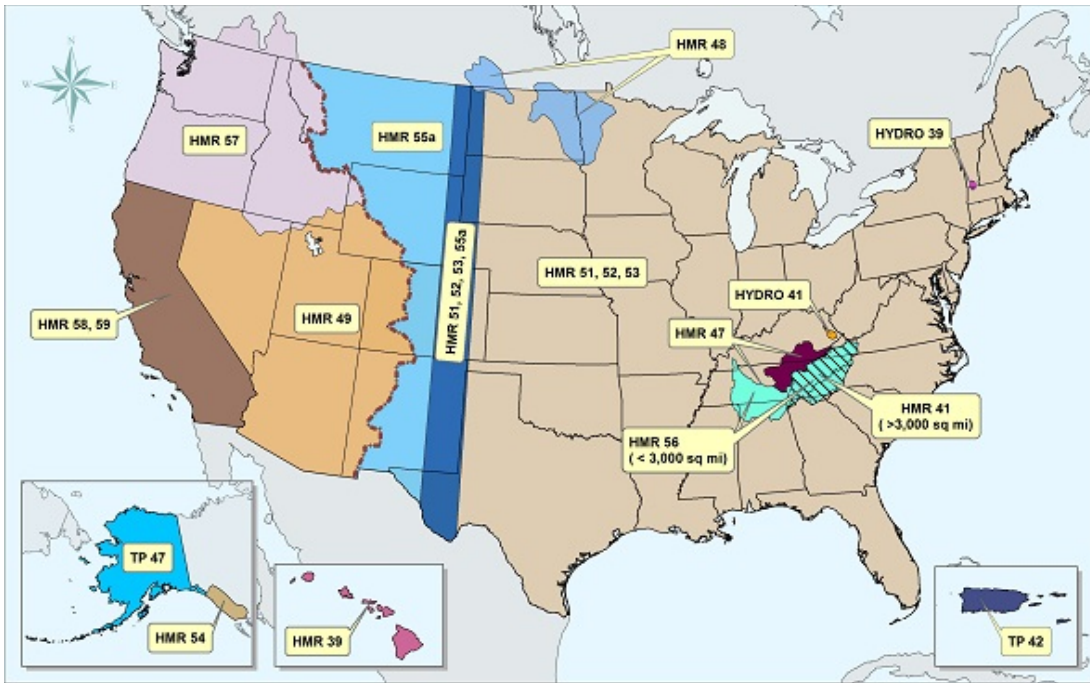 N
W
E
S
HMR 48
HMR 57
HMR 55a
HYDRO 39
HMR 51, 52, 53, 55a
HMR 51, 52, 53
HYDRO 41
HMR 58, 59
HMR 49
HMR 47
HMR 41
( >3,000 sq mi)
HMR 56
( < 3,000 sq mi)
TP 47
HMR 54
HMR 39
TP 42